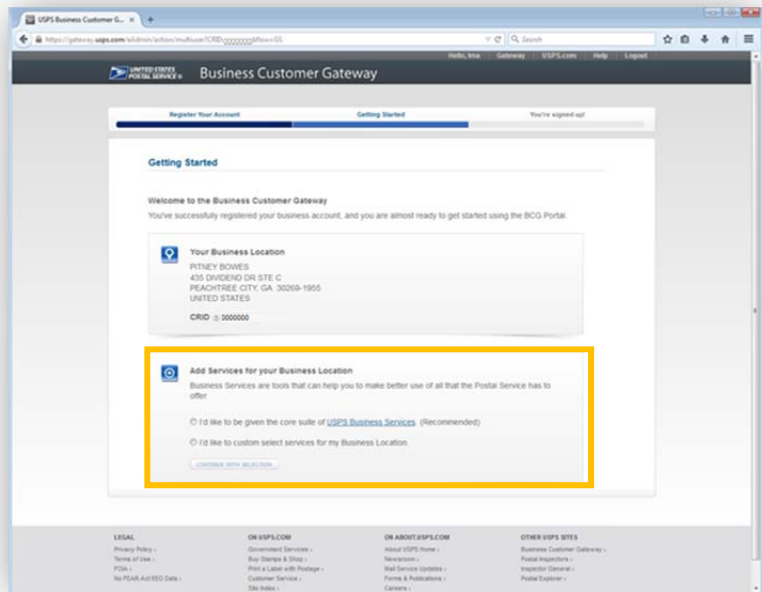 USPS Business Customer G...
https://gateway.usps.com/
Search
Hello, Ima Gateway USPS.com Help Logout
UNITED STATES
POSTAL SERVICE
Business Customer Gateway
Register Your Account Getting Started You're signed up!
Getting Started
Welcome to the Business Customer Gateway
You've successfully registered your business account, and you are almost ready to get started using the BCG Portal.
Your Business Location
PITNEY BOWES
435 DIVIDEND DR STE C
PEACHTREE CITY, GA 30269-1955
UNITED STATES
CRID 0000000
Add Services for your Business Location
Business Services are tools that can help you to make better use of all that the Postal Service has to
offer
I'd like to be given the core suite of USPS Business Services. (Recommended)
I'd like to custom select services for my Business Location.
CONTINUE WITH SELECTION
LEGAL ON USPS.COM ON ABOUT.USPS.COM OTHER USPS SITES
Privacy Policy › Government Services › About USPS Home › Business Customer Gateway ›
Terms of Use › Buy Stamps & Shop › Newsroom › Postal Inspectors ›
FOIA › Print a Label with Postage › Mail Service Updates › Inspector General ›
No FEAR Act EEO Data › Customer Service › Forms & Publications › Postal Explorer ›
Site Index › Careers ›